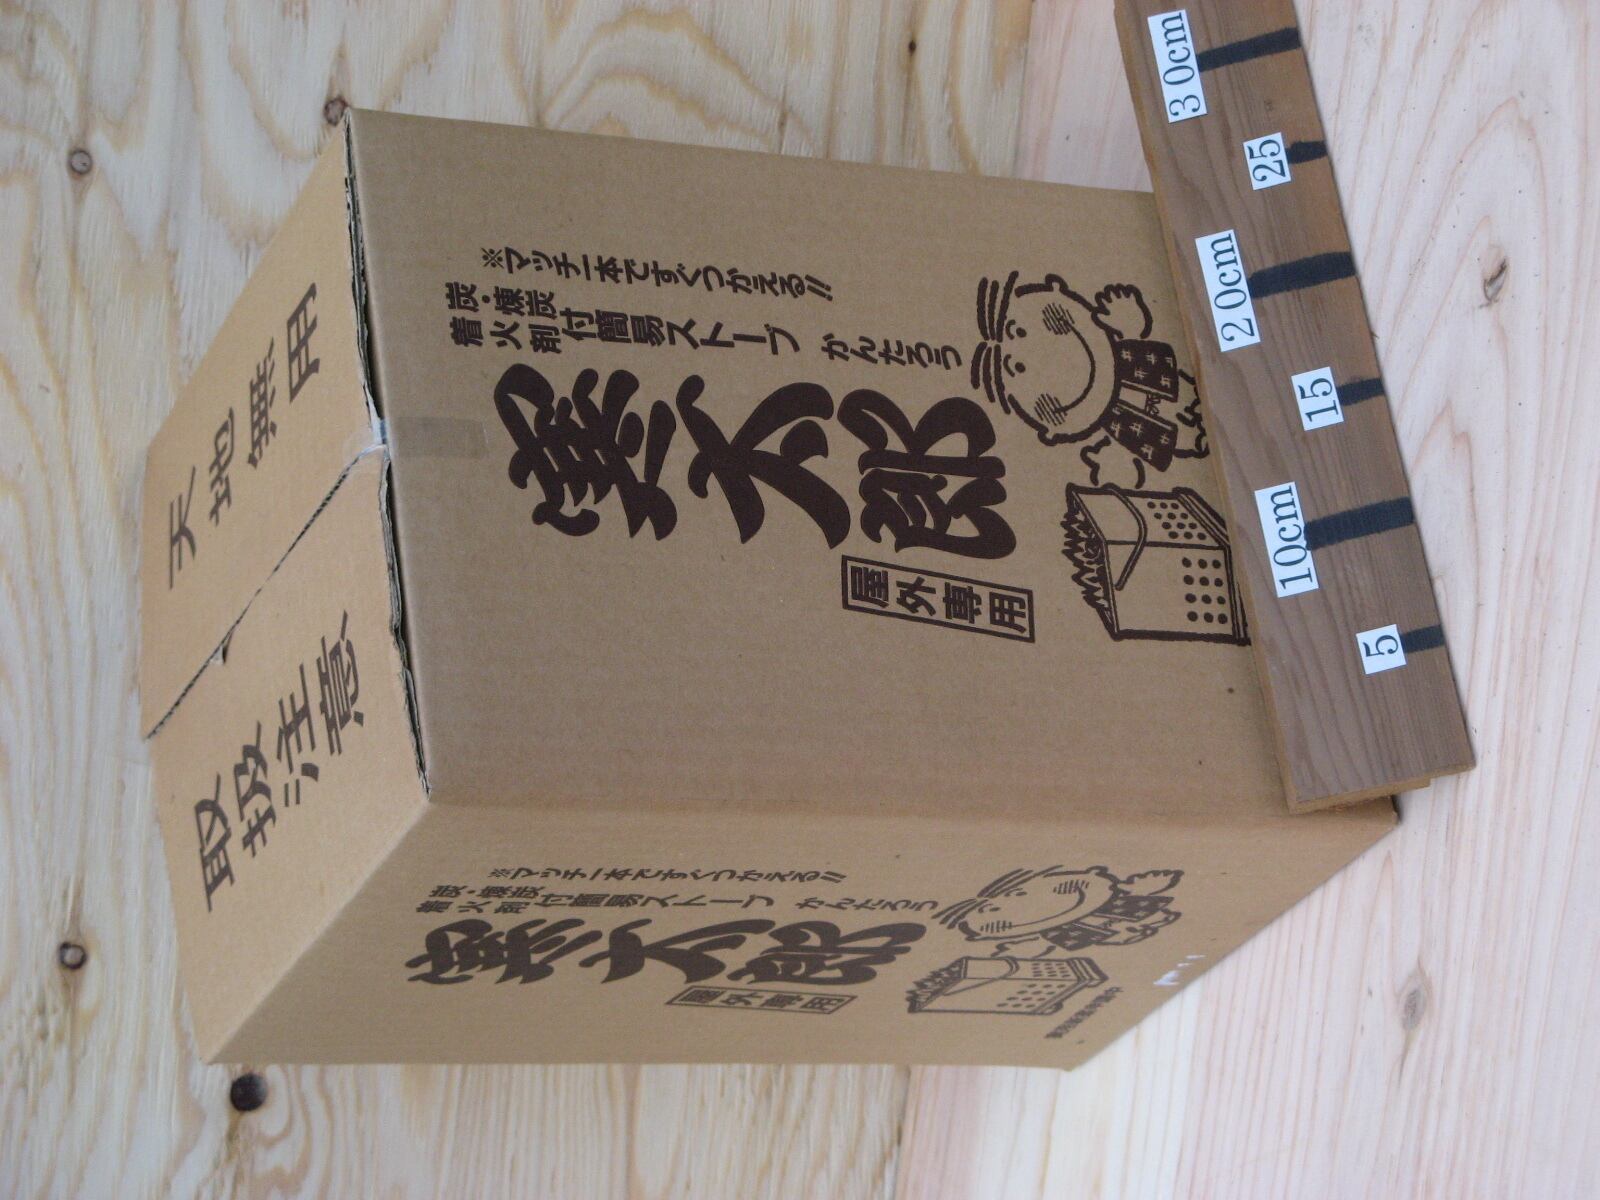 天地無用
取扱注意
※マッチ一本ですぐつかえる!!
炭・煉炭
着火剤付簡易ストーブ かんたろう
寒太郎
屋外専用
※マッチ一本ですぐつかえる!!
炭・煉炭
着火剤付簡易ストーブ かんたろう
寒太郎
屋外専用
30cm
25
20cm
15
10cm
5